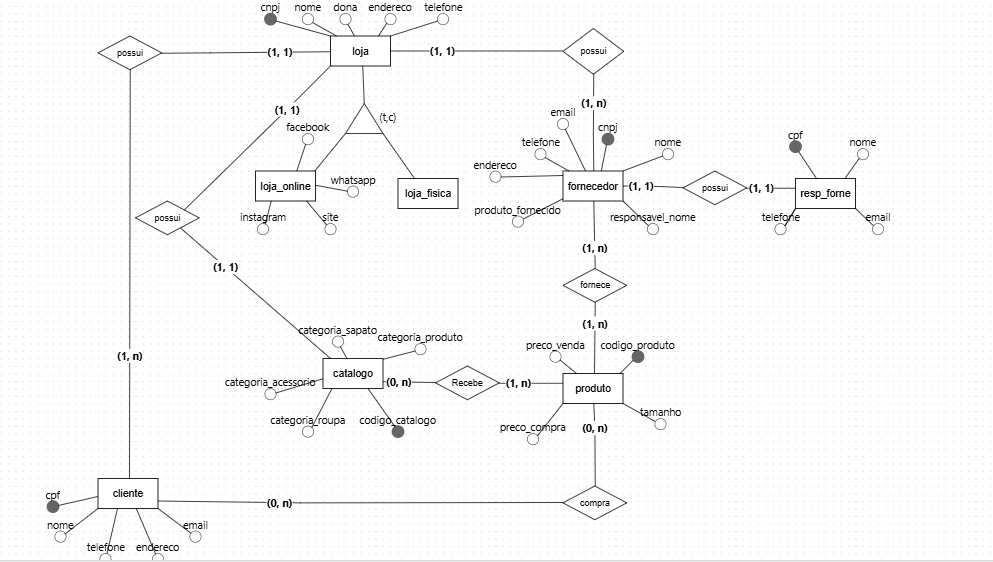 cnpj nome dona endereco telefone
possui (1, 1) loja (1, 1) possui
(1, 1) (t,c) (1, n)
facebook email cnpj
telefone nome cpf nome
endereco
loja_online whatsapp loja_fisica fornecedor (1, 1) possui (1, 1) resp_forne
possui instagram site produto_fornecido responsavel_nome telefone email
(1, n)
(1, 1)
fornece
(1, n)
categoria_sapato categoria_produto preco_venda codigo_produto
(1, n)
catalogo
categoria_acessorio (0, n) Recebe (1, n) produto
categoria_roupa codigo_catalogo preco_compra (0, n) tamanho
cpf cliente (0, n) compra
nome email
telefone endereco